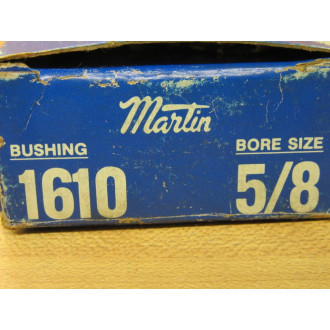 Martin
BUSHING
1610
BORE SIZE
5/8